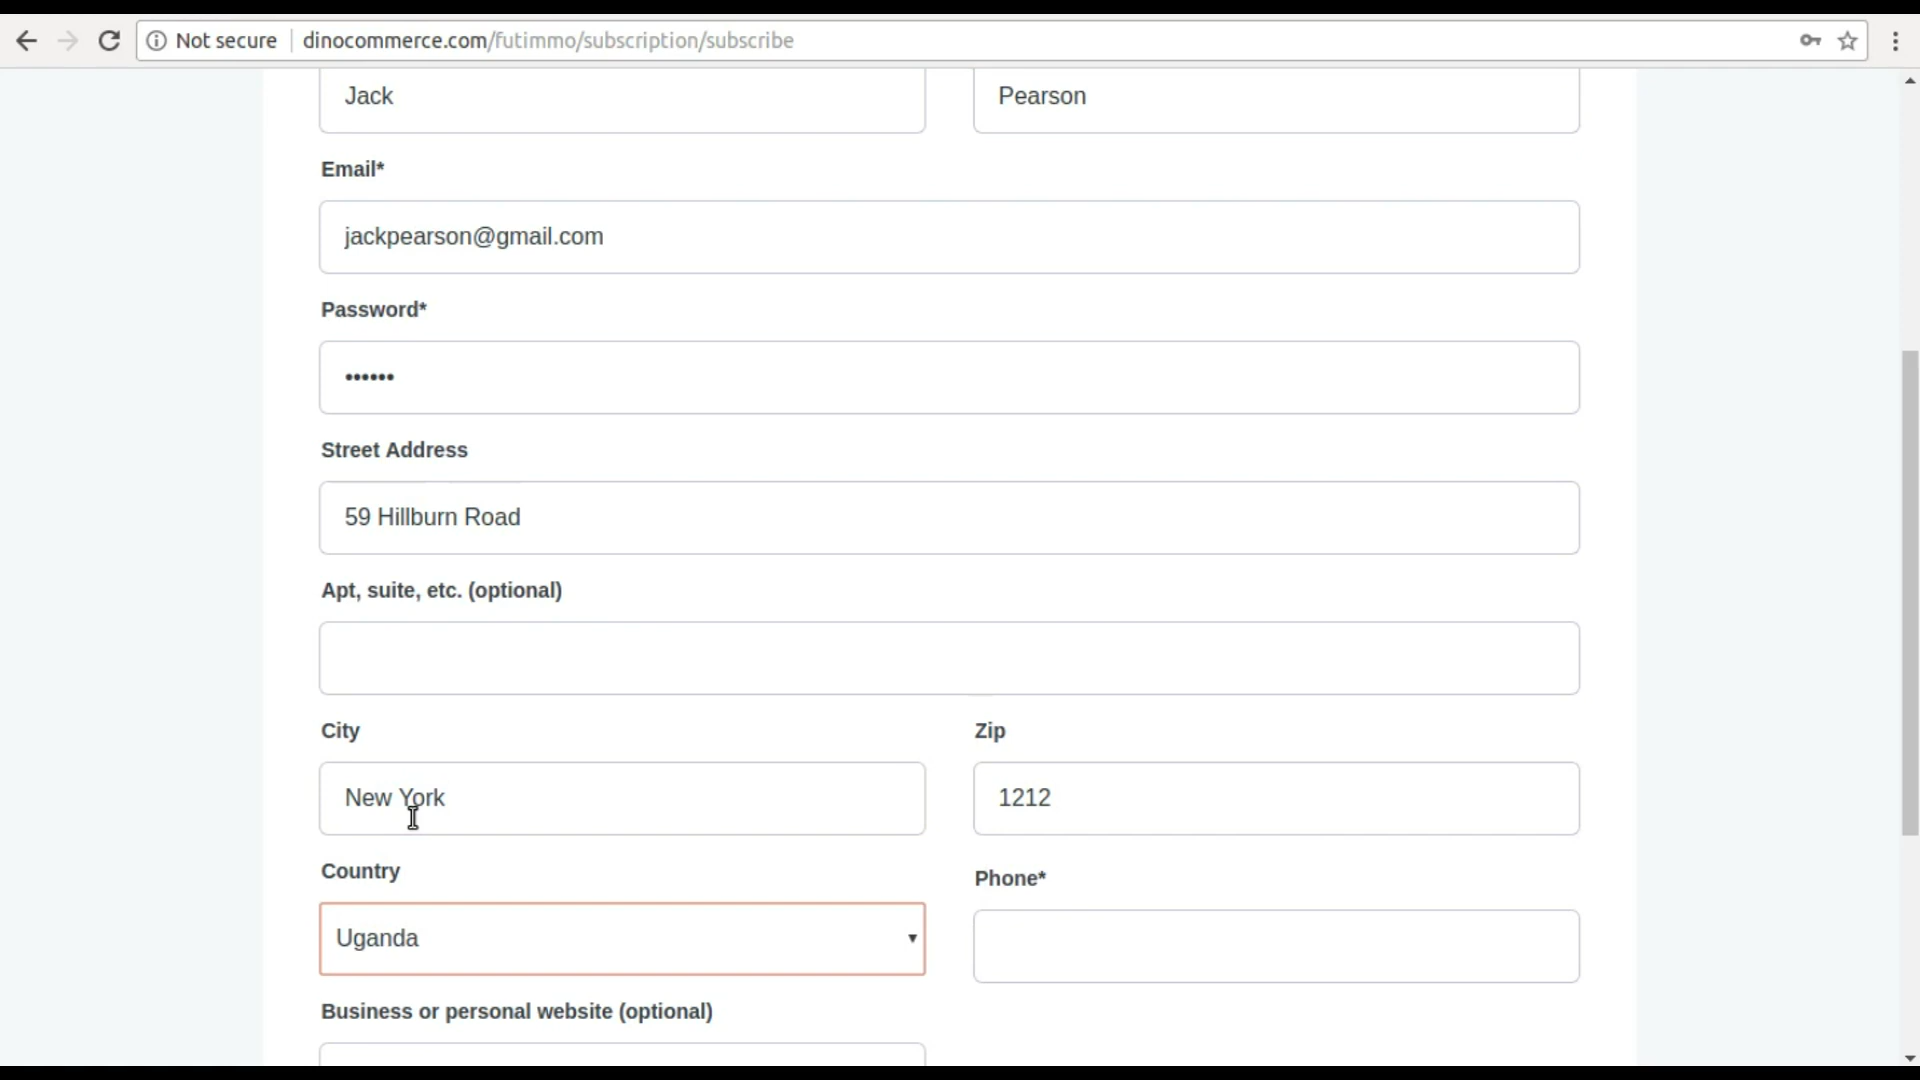 Not secure dinocommerce.com/futimmo/subscription/subscribe
Jack Pearson
Email*
jackpearson@gmail.com
Password*
••••••
Street Address
59 Hillburn Road
Apt, suite, etc. (optional)
City Zip
New York 1212
Country Phone*
Uganda
Business or personal website (optional)